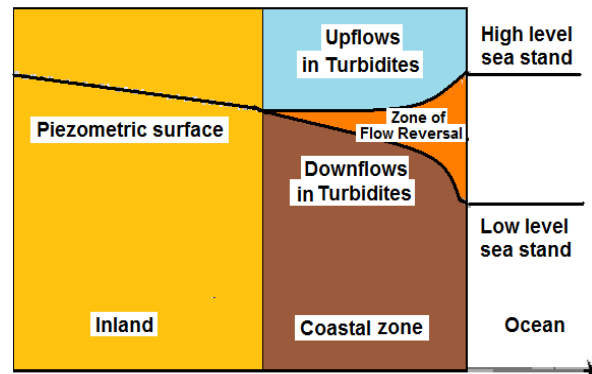 Upflows
in Turbidites
High level
sea stand
Piezometric surface
Zone of
Flow Reversal
Downflows
in Turbidites
Low level
sea stand
Inland
Coastal zone
Ocean